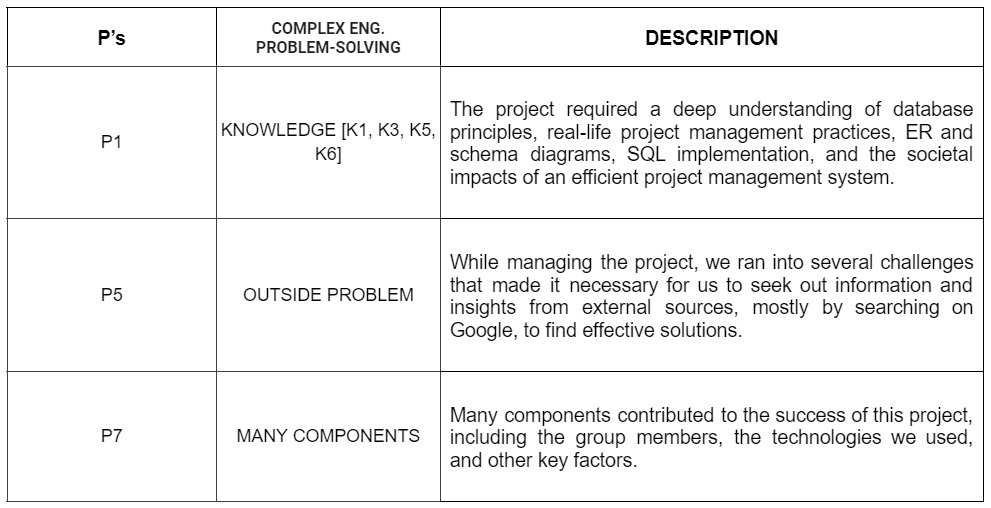 P's
COMPLEX ENG.
PROBLEM-SOLVING
DESCRIPTION
P1
KNOWLEDGE [K1, K3, K5,
K6]
The project required a deep understanding of database
principles, real-life project management practices, ER and
schema diagrams, SQL implementation, and the societal
impacts of an efficient project management system.
P5
OUTSIDE PROBLEM
While managing the project, we ran into several challenges
that made it necessary for us to seek out information and
insights from external sources, mostly by searching on
Google, to find effective solutions.
P7
MANY COMPONENTS
Many components contributed to the success of this project,
including the group members, the technologies we used,
and other key factors.